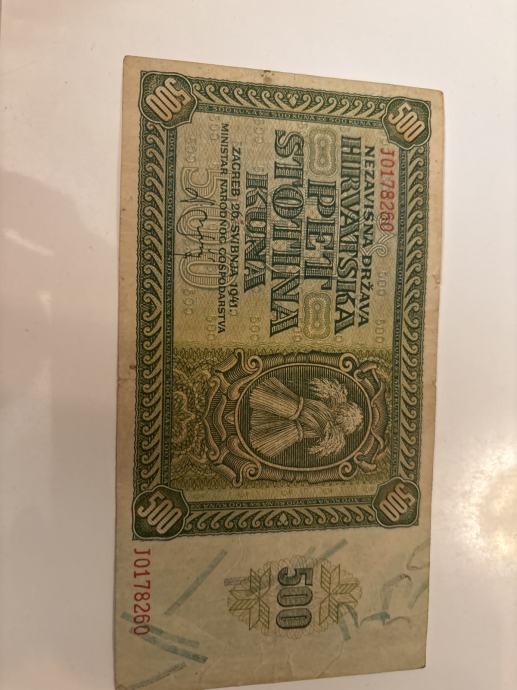 500
500
500
500
NEZAVISNA DRŽAVA
HRVATSKA
J0178260
PET
STOTINA
KUNA
ZAGREB 26. SVIBNJA 1941.
MINISTAR NARODNOG GOSPODARSTVA
500
500
J0178260